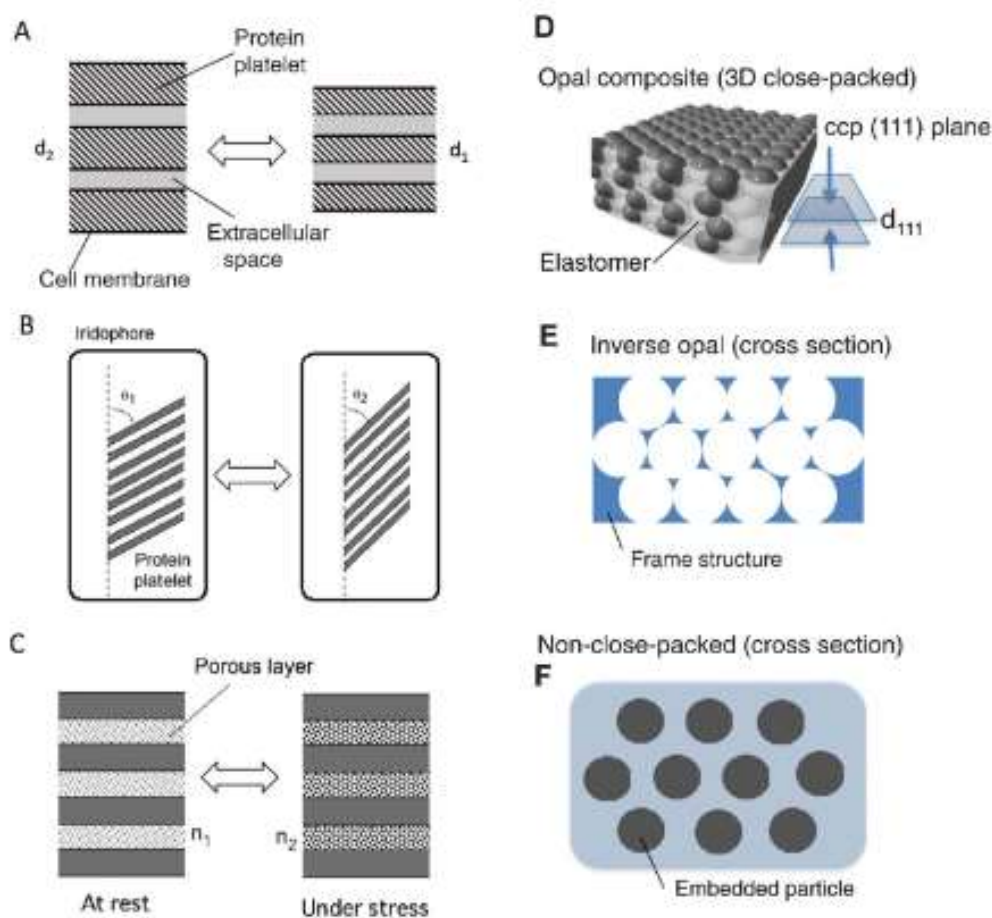 A
Protein
platelet
d₂
d₁
Extracellular
space
Cell membrane
B
Iridophore
θ₁
θ₂
Protein
platelet
C
Porous layer
n₁
n₂
At rest
Under stress
D
Opal composite (3D close-packed)
ccp (111) plane
d₁₁₁
Elastomer
E
Inverse opal (cross section)
Frame structure
Non-close-packed (cross section)
F
Embedded particle